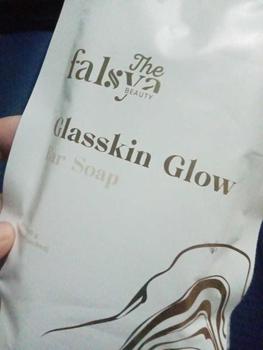 The
falsya
BEAUTY
Glasskin Glow
Bar Soap